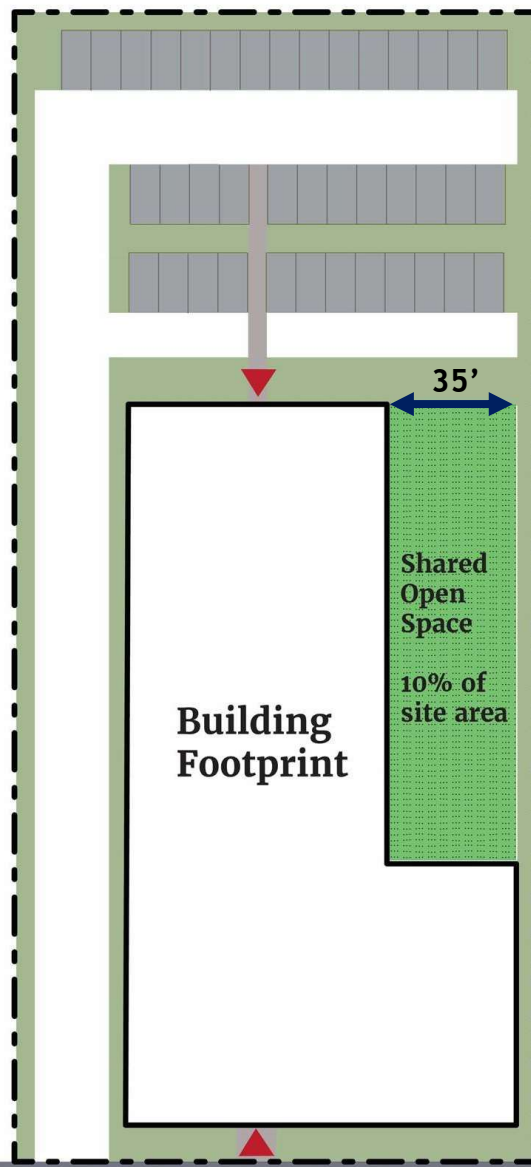 35’
Shared
Open
Space
10% of
site area
Building
Footprint